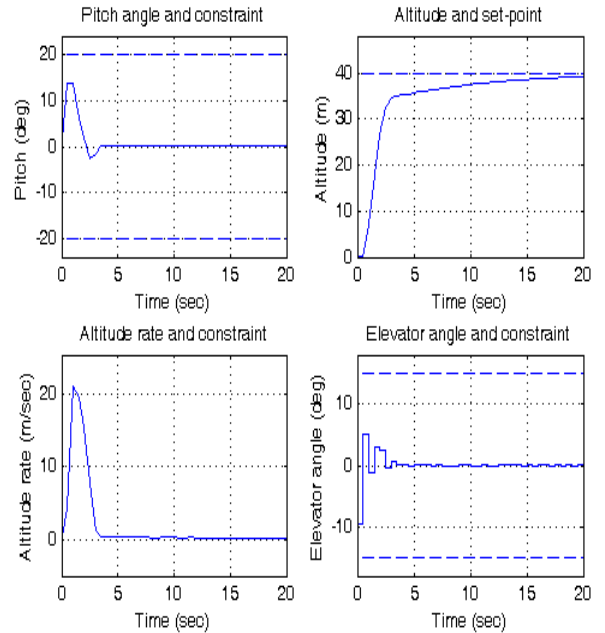 Pitch angle and constraint
Altitude and set-point
20
10
0
-10
-20
Pitch (deg)
0 5 10 15 20
Time (sec)
40
30
20
10
0
Altitude (m)
0 5 10 15 20
Time (sec)
Altitude rate and constraint
Elevator angle and constraint
20
10
0
Altitude rate (m/sec)
0 5 10 15 20
Time (sec)
10
0
-10
Elevator angle (deg)
0 5 10 15 20
Time (sec)